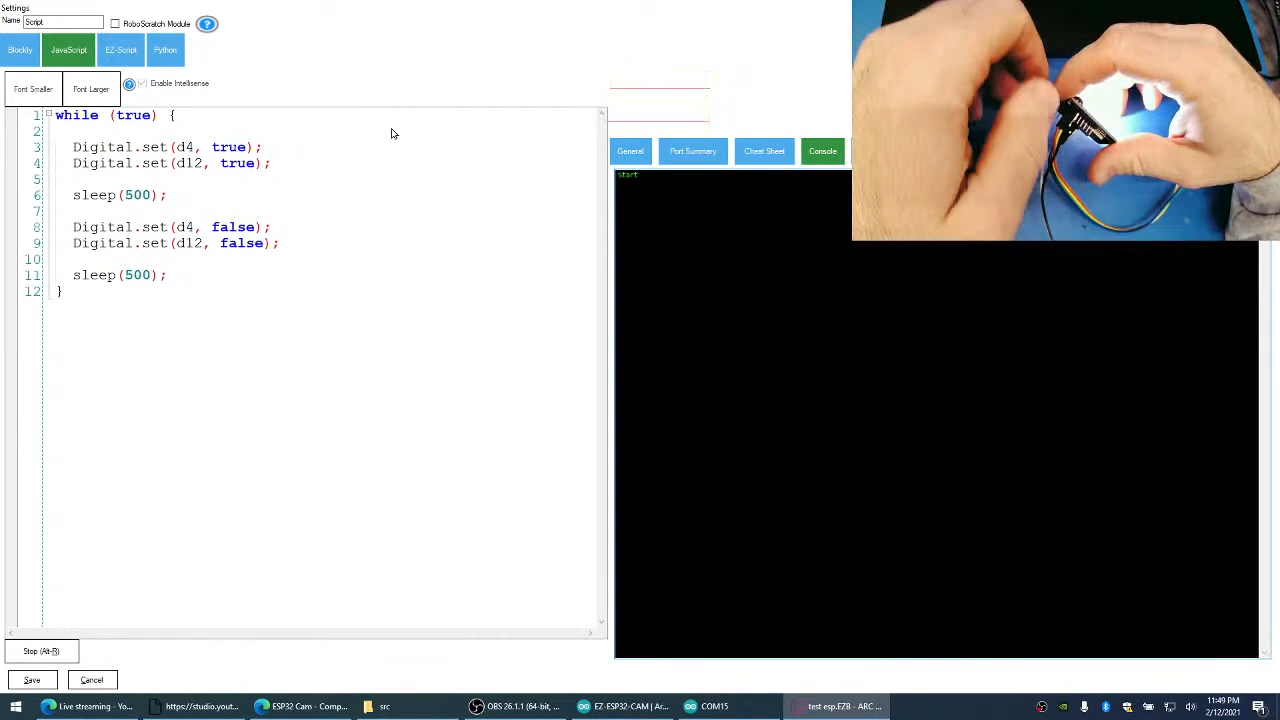 Settings
Name Script RoboScratch Module ?
Blockly JavaScript EZ-Script Python
Font Smaller Font Larger ? Enable Intellisense
1 while (true) {
2
3 Digital.set(d4, true);
4 Digital.set(d12, true);
5
6 sleep(500);
7
8 Digital.set(d4, false);
9 Digital.set(d12, false);
10
11 sleep(500);
12 }
General Port Summary Cheat Sheet Console
Start
Stop (Alt-R)
Save Cancel
Live streaming - Yo... https://studio.yout... ESP32 Cam - Comp... src OBS 26.1.1 (64-bit, ... EZ-ESP32-CAM | Ar... COM15 test esp.EZB - ARC ...
11:49 PM
2/12/2021